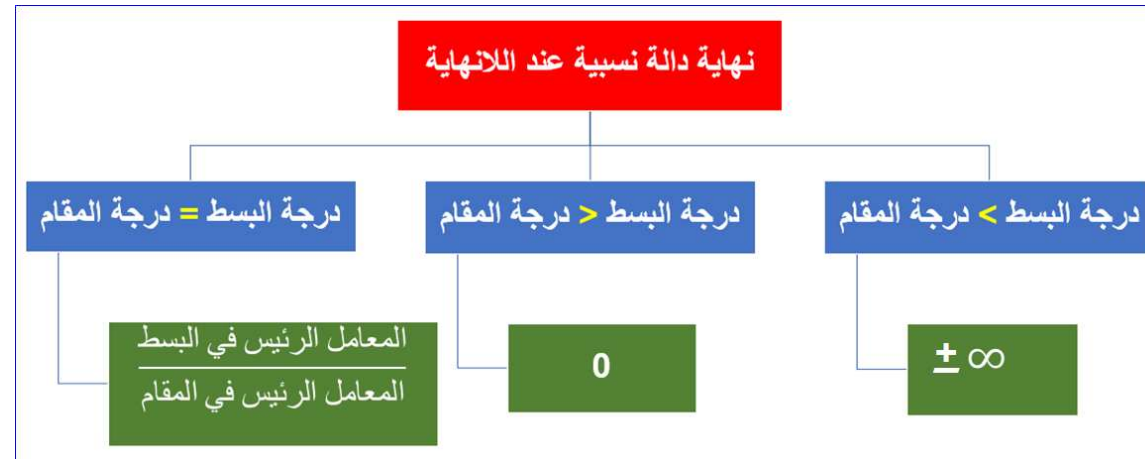 نهاية دالة نسبية عند اللانهاية
درجة البسط > درجة المقام
درجة البسط < درجة المقام
درجة البسط = درجة المقام
± ∞
0
المعامل الرئيس في البسط
المعامل الرئيس في المقام